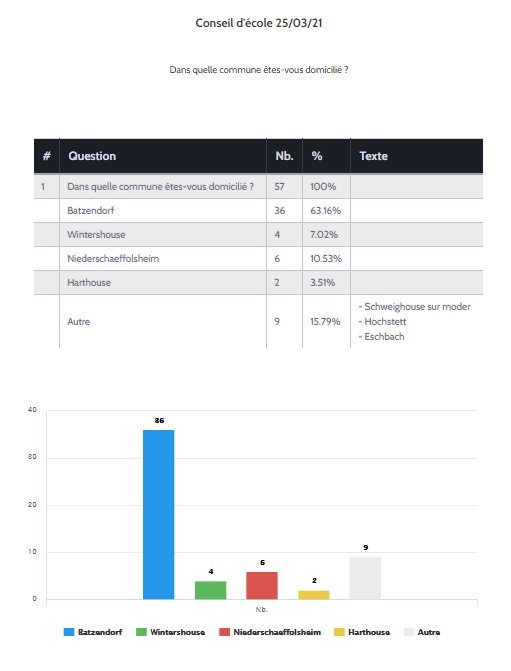 Conseil d'école 25/03/21
Dans quelle commune êtes-vous domicilié ?
# Question Nb. % Texte
1 Dans quelle commune êtes-vous domicilié ? 57 100%
Batzendorf 36 63.16%
Wintershouse 4 7.02%
Niederschaeffolsheim 6 10.53%
Harthouse 2 3.51%
Autre 9 15.79% - Schweighouse sur moder
- Hochstett
- Eschbach
40
36
30
20
10
9
6
4
2
0
Nb.
Batzendorf Wintershouse Niederschaeffolsheim Harthouse Autre